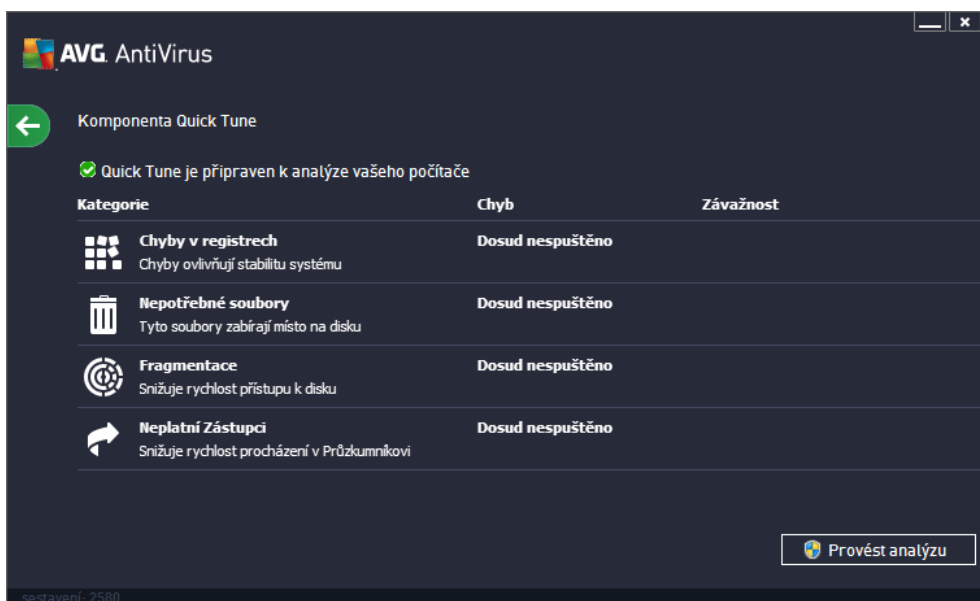 AVG. AntiVirus
Komponenta Quick Tune
Quick Tune je připraven k analýze vašeho počítače
Kategorie Chyb Závažnost
Chyby v registrech Dosud nespuštěno
Chyby ovlivňují stabilitu systému
Nepotřebné soubory Dosud nespuštěno
Tyto soubory zabírají místo na disku
Fragmentace Dosud nespuštěno
Snižuje rychlost přístupu k disku
Neplatní Zástupci Dosud nespuštěno
Snižuje rychlost procházení v Průzkumníkovi
Provést analýzu
sestavení: 2580